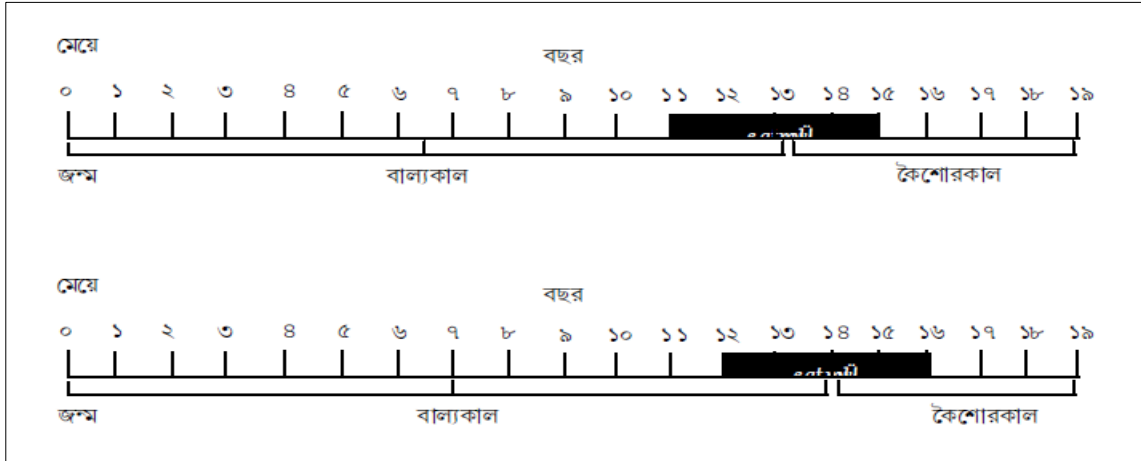 মেয়ে
বছর
০ ১ ২ ৩ ৪ ৫ ৬ ৭ ৮ ৯ ১০ ১১ ১২ ১৩ ১৪ ১৫ ১৬ ১৭ ১৮ ১৯
জন্ম বাল্যকাল কৈশোরকাল
মেয়ে
বছর
০ ১ ২ ৩ ৪ ৫ ৬ ৭ ৮ ৯ ১০ ১১ ১২ ১৩ ১৪ ১৫ ১৬ ১৭ ১৮ ১৯
জন্ম বাল্যকাল কৈশোরকাল